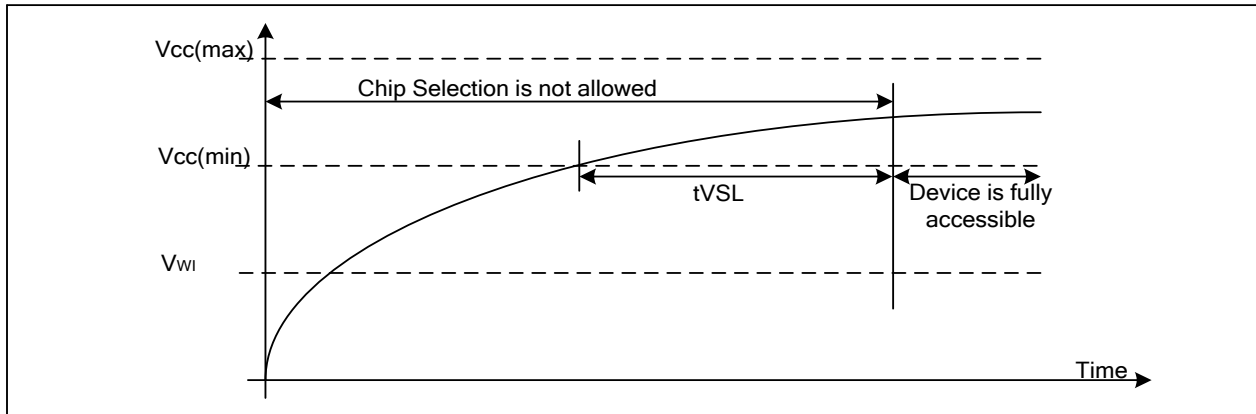 Vcc(max)
Chip Selection is not allowed
Vcc(min)
tVSL
Device is fully
accessible
VWI
Time